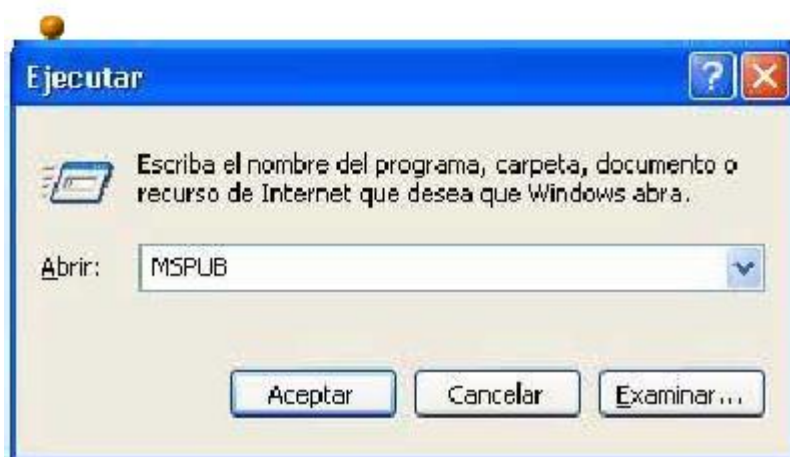 Ejecutar
Escriba el nombre del programa, carpeta, documento o
recurso de Internet que desea que Windows abra.
Abrir: MSPUB
Aceptar Cancelar Examinar...